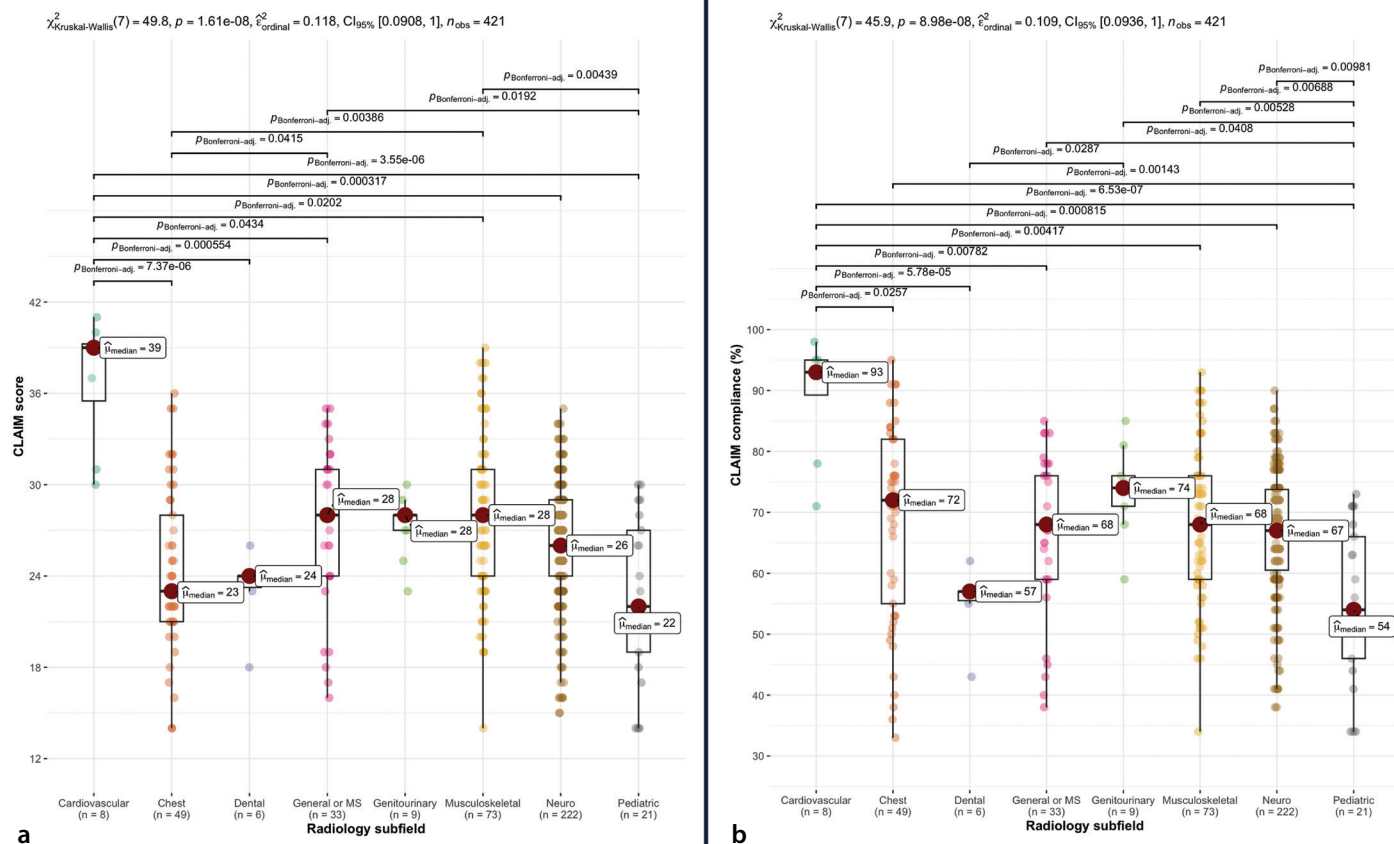 χ²Kruskal-Wallis(7) = 49.8, p = 1.61e-08, ε̂²ordinal = 0.118, CI95% [0.0908, 1], nobs = 421
pBonferroni-adj. = 0.00439
pBonferroni-adj. = 0.0192
pBonferroni-adj. = 0.00386
pBonferroni-adj. = 0.0415
pBonferroni-adj. = 3.55e-06
pBonferroni-adj. = 0.000317
pBonferroni-adj. = 0.0202
pBonferroni-adj. = 0.0434
pBonferroni-adj. = 0.000554
pBonferroni-adj. = 7.37e-06
CLAIM score
42
36
30
24
18
12
μ̂median = 39
μ̂median = 23
μ̂median = 24
μ̂median = 28
μ̂median = 28
μ̂median = 28
μ̂median = 26
μ̂median = 22
Cardiovascular Chest Dental General or MS Genitourinary Musculoskeletal Neuro Pediatric
(n = 8) (n = 49) (n = 6) (n = 33) (n = 9) (n = 73) (n = 222) (n = 21)
Radiology subfield
a
χ²Kruskal-Wallis(7) = 45.9, p = 8.98e-08, ε̂²ordinal = 0.109, CI95% [0.0936, 1], nobs = 421
pBonferroni-adj. = 0.00981
pBonferroni-adj. = 0.00688
pBonferroni-adj. = 0.00528
pBonferroni-adj. = 0.0408
pBonferroni-adj. = 0.0287
pBonferroni-adj. = 0.00143
pBonferroni-adj. = 6.53e-07
pBonferroni-adj. = 0.000815
pBonferroni-adj. = 0.00417
pBonferroni-adj. = 0.00782
pBonferroni-adj. = 5.78e-05
pBonferroni-adj. = 0.0257
CLAIM compliance (%)
100
90
80
70
60
50
40
30
μ̂median = 93
μ̂median = 72
μ̂median = 57
μ̂median = 68
μ̂median = 74
μ̂median = 68
μ̂median = 67
μ̂median = 54
Cardiovascular Chest Dental General or MS Genitourinary Musculoskeletal Neuro Pediatric
(n = 8) (n = 49) (n = 6) (n = 33) (n = 9) (n = 73) (n = 222) (n = 21)
Radiology subfield
b